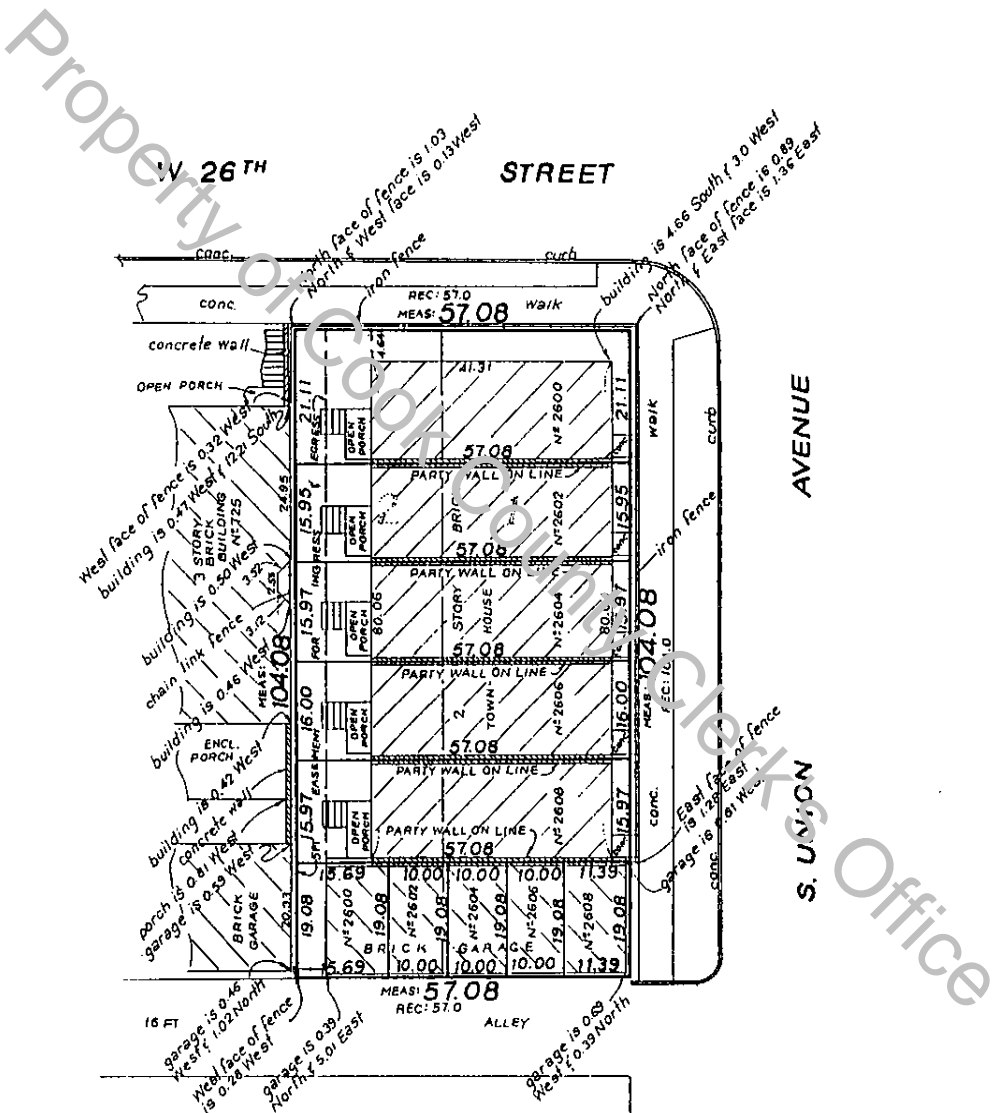 Property of Cook County Clerk's Office
W 26TH STREET
North face of fence is 1.03
North & West face is 0.13 West
iron fence
building is 4.66 South & 3.0 West
North face of fence is 0.89
North & East face is 1.36 East
conc.
curb
conc.
REC: 57.0
MEAS: 57.08
walk
concrete wall
OPEN PORCH
4.64
41.31
21.11
EGRESS
OPEN PORCH
Nº 2600
21.11
57.08
PARTY WALL ON LINE
15.95
&
OPEN PORCH
BRICK
Nº 2602
15.95
57.08
PARTY WALL ON LINE
15.97
INGRESS
FOR
OPEN PORCH
80.06
STORY
HOUSE
Nº 2604
15.97
57.08
PARTY WALL ON LINE
16.00
EASEMENT
OPEN PORCH
2
TOWN-
Nº 2606
16.00
57.08
PARTY WALL ON LINE
15.97
5FT
OPEN PORCH
Nº 2608
15.97
PARTY WALL ON LINE
57.08
walk
curb
AVENUE
iron fence
MEAS: 104.08
conc.
conc.
S. UNION
East face of fence
is 1.28 East
garage is 0.81 West
West face of fence is 0.32 West
building is 0.47 West & 12.21 South
24.95
3 STORY
BRICK
BUILDING
Nº 725
building is 0.50 West
3.52
chain link fence
3.12
building is 0.46 West
MEAS: 104.08
ENCL.
PORCH
building is 0.42 West
concrete wall
porch is 0.81 West
garage is 0.59 West
BRICK
GARAGE
20.33
15.69 10.00 10.00 10.00 11.39
19.08 Nº 2600 19.08 Nº 2602 19.08 Nº 2604 19.08 Nº 2606 19.08 Nº 2608 19.08
BRICK GARAGE
15.69 10.00 10.00 10.00 11.39
MEAS: 57.08
REC: 57.0
16 FT
ALLEY
garage is 0.46
West & 1.02 North
West face of fence
is 0.28 West
garage is 0.39
North & 5.01 East
garage is 0.69
West & 0.39 North